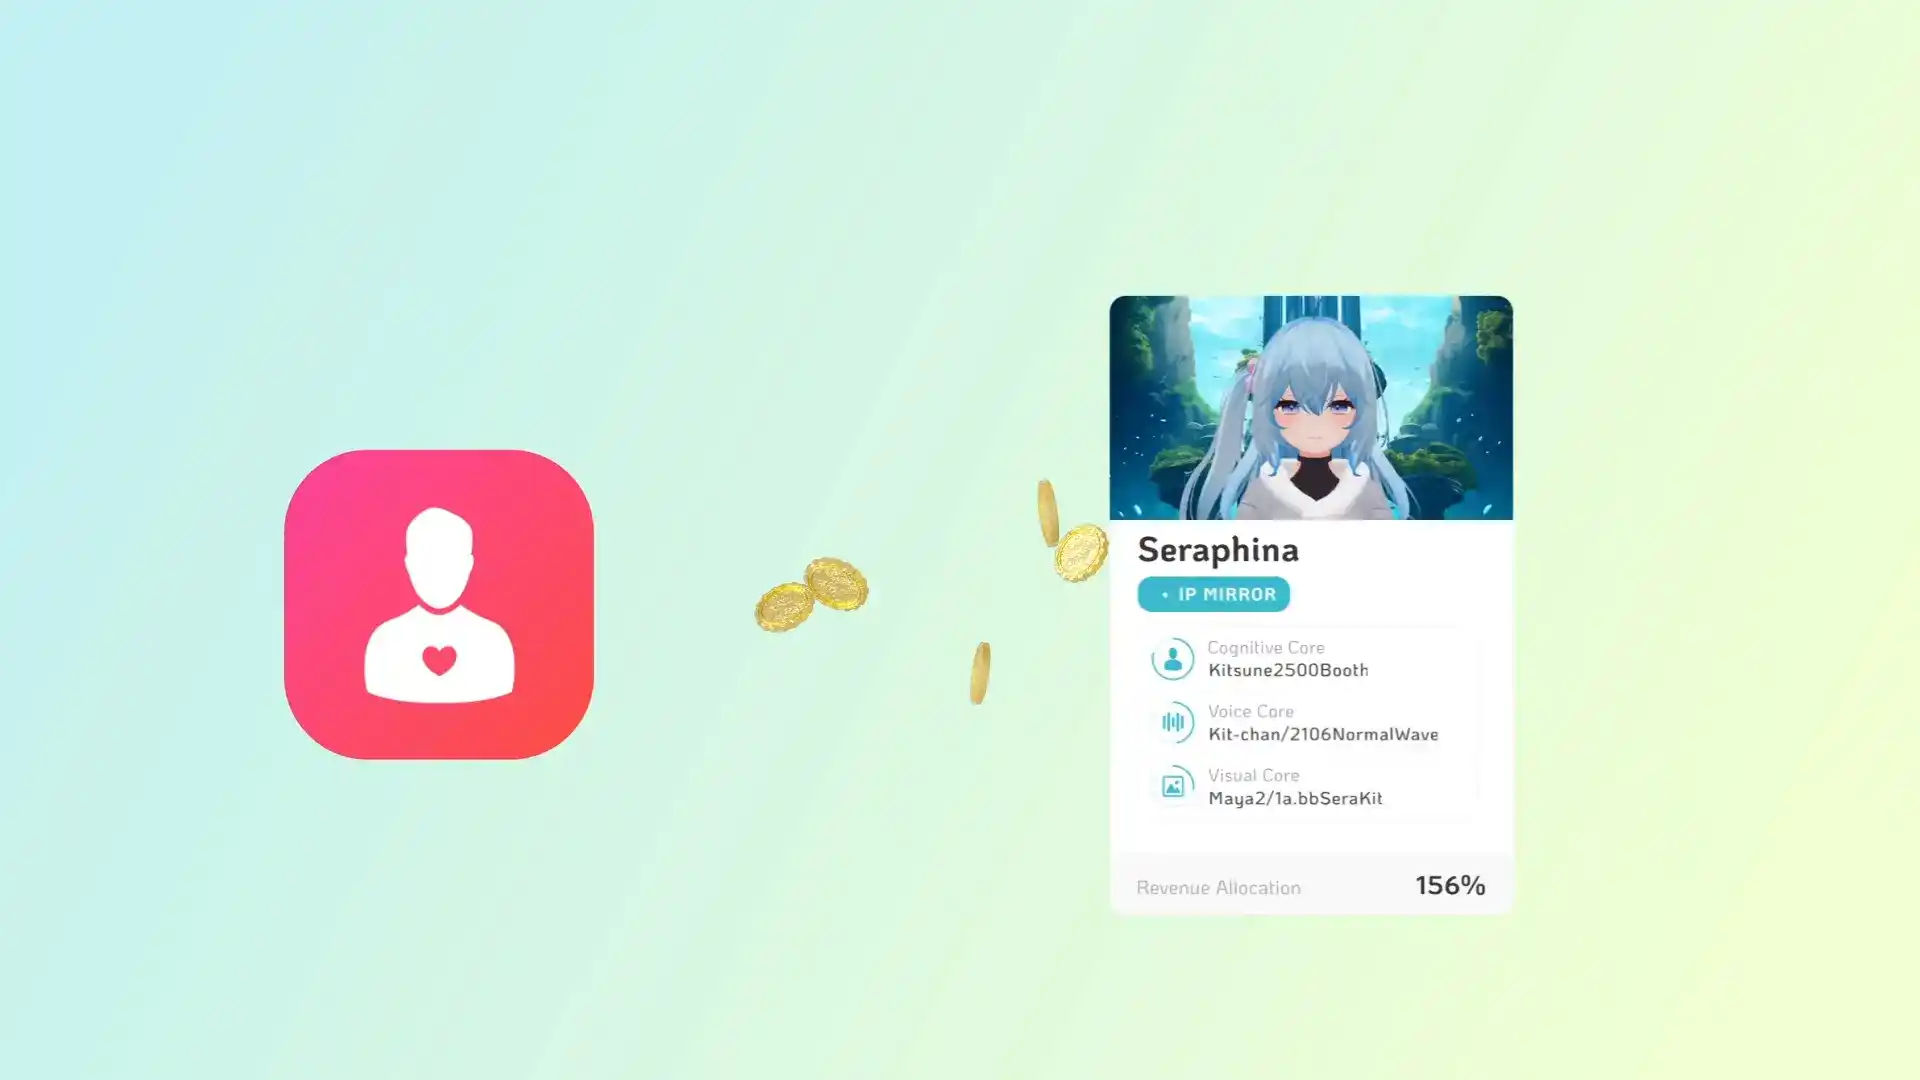 Seraphina
• IP MIRROR
Cognitive Core
Kitsune2500Booth
Voice Core
Kit-chan/2106NormalWave
Visual Core
Maya2/1a.bbSeraKit
Revenue Allocation
156%